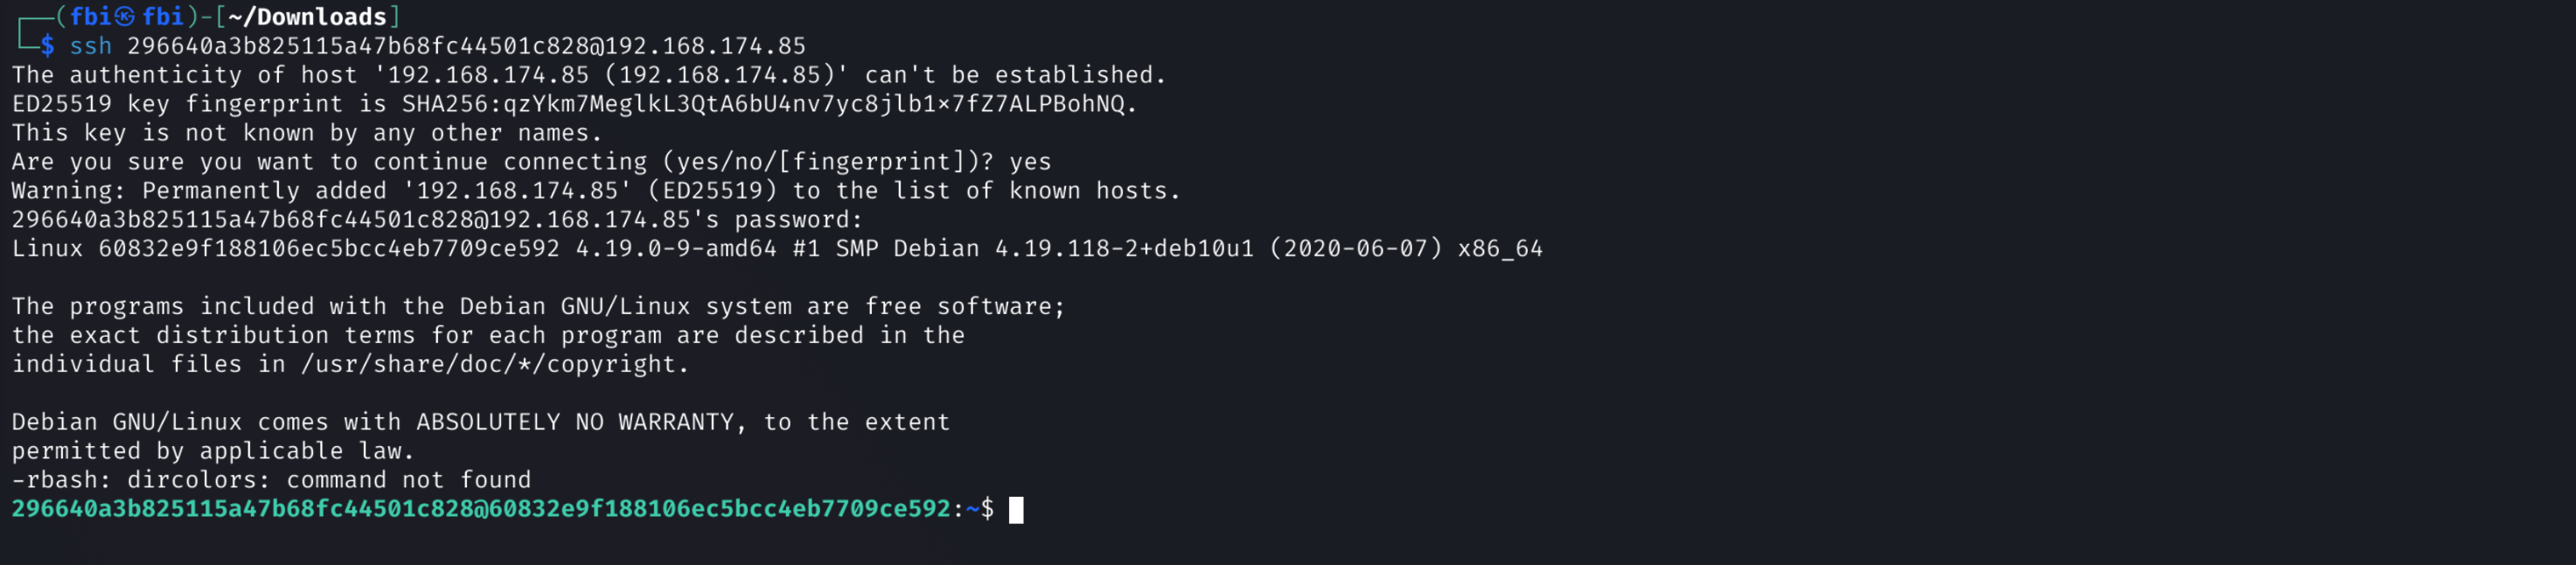 ┌──(fbi㉿fbi)-[~/Downloads]
└─$ ssh 296640a3b825115a47b68fc44501c828@192.168.174.85
The authenticity of host '192.168.174.85 (192.168.174.85)' can't be established.
ED25519 key fingerprint is SHA256:qzYkm7MeglkL3QtA6bU4nv7yc8jlb1×7fZ7ALPBohNQ.
This key is not known by any other names.
Are you sure you want to continue connecting (yes/no/[fingerprint])? yes
Warning: Permanently added '192.168.174.85' (ED25519) to the list of known hosts.
296640a3b825115a47b68fc44501c828@192.168.174.85's password:
Linux 60832e9f188106ec5bcc4eb7709ce592 4.19.0-9-amd64 #1 SMP Debian 4.19.118-2+deb10u1 (2020-06-07) x86_64
The programs included with the Debian GNU/Linux system are free software;
the exact distribution terms for each program are described in the
individual files in /usr/share/doc/*/copyright.
Debian GNU/Linux comes with ABSOLUTELY NO WARRANTY, to the extent
permitted by applicable law.
-rbash: dircolors: command not found
296640a3b825115a47b68fc44501c828@60832e9f188106ec5bcc4eb7709ce592:~$